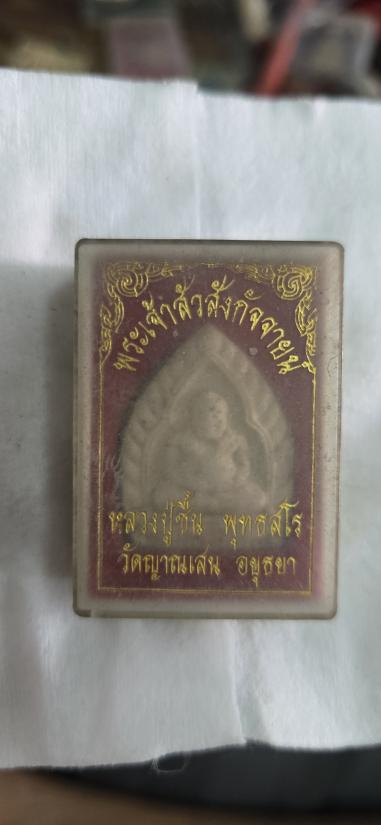 พระเจ้าสัวสังกัจจายน์
หลวงปู่ชื้น พุทธสโร
วัดญาณเสน อยุธยา